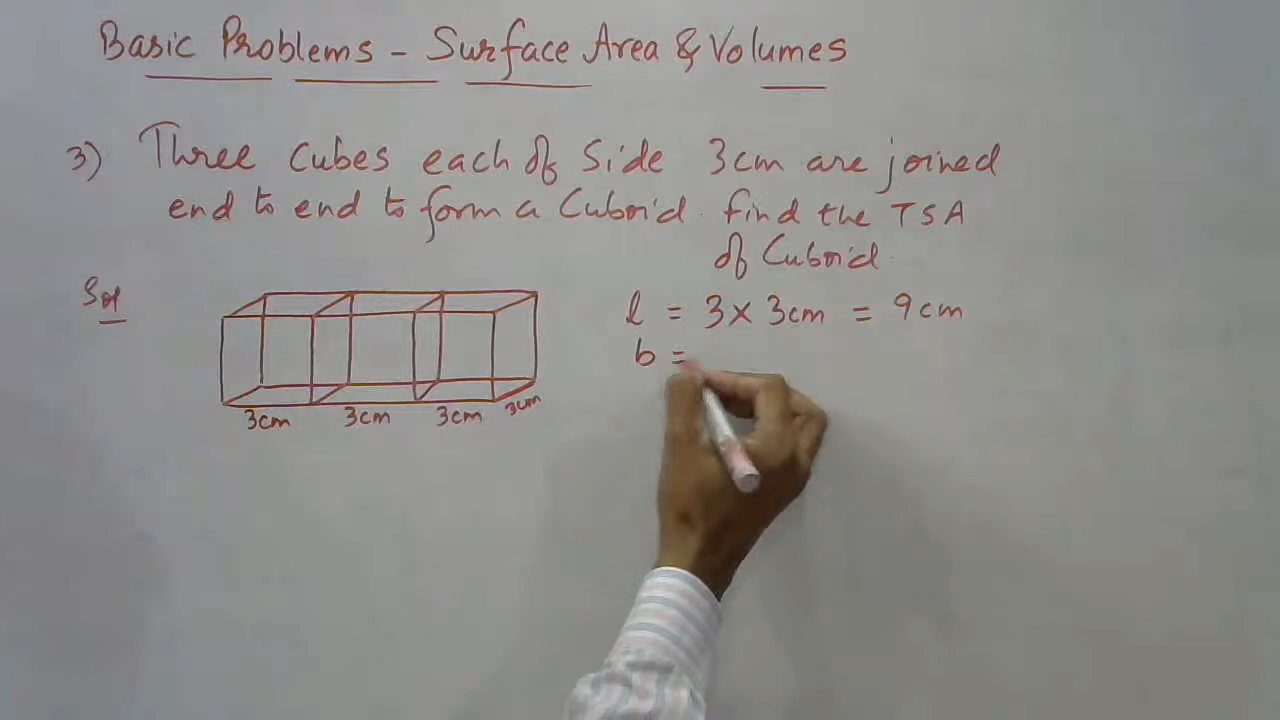 Basic Problems - Surface Area & Volumes
3) Three Cubes each of Side 3cm are joined
end to end to form a Cuboid. find the TSA
of Cuboid.
Sol
l = 3 × 3cm = 9cm
b =
3cm 3cm 3cm 3cm